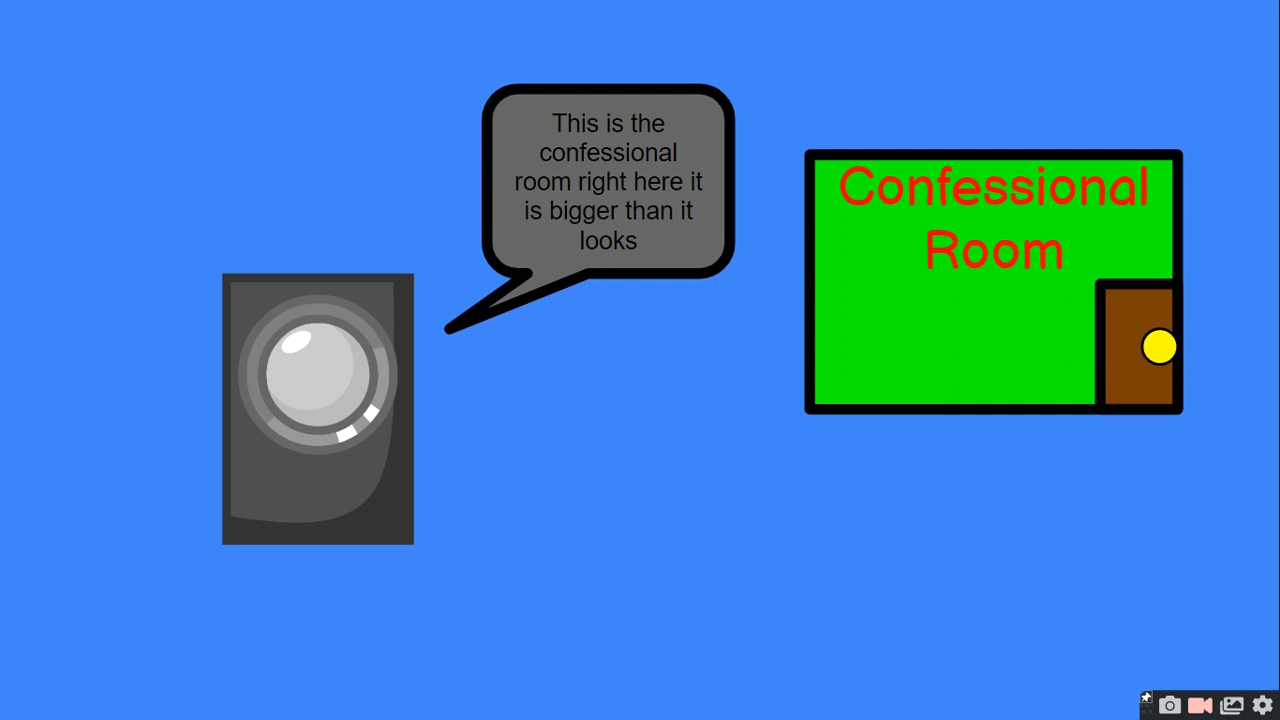 This is the
confessional
room right here it
is bigger than it
looks
Confessional
Room